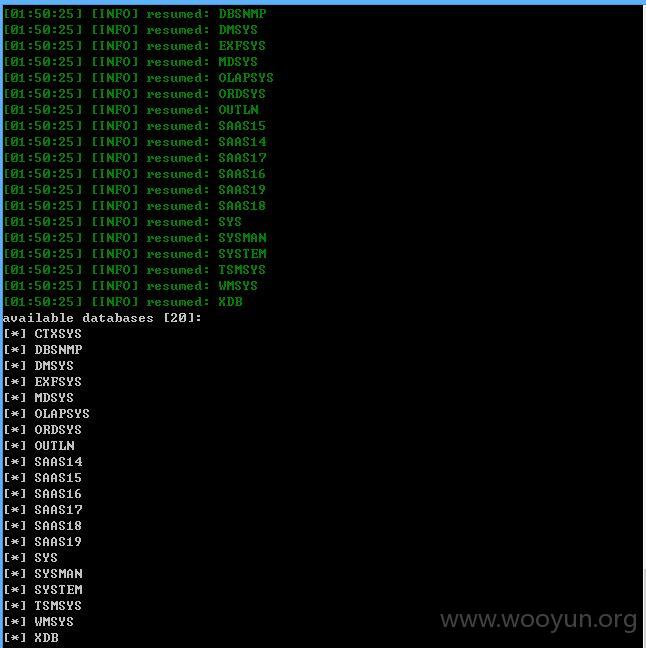 [01:50:25] [INFO] resumed: DBSNMP
[01:50:25] [INFO] resumed: DMSYS
[01:50:25] [INFO] resumed: EXFSYS
[01:50:25] [INFO] resumed: MDSYS
[01:50:25] [INFO] resumed: OLAPSYS
[01:50:25] [INFO] resumed: ORDSYS
[01:50:25] [INFO] resumed: OUTLN
[01:50:25] [INFO] resumed: SAAS15
[01:50:25] [INFO] resumed: SAAS14
[01:50:25] [INFO] resumed: SAAS17
[01:50:25] [INFO] resumed: SAAS16
[01:50:25] [INFO] resumed: SAAS19
[01:50:25] [INFO] resumed: SAAS18
[01:50:25] [INFO] resumed: SYS
[01:50:25] [INFO] resumed: SYSMAN
[01:50:25] [INFO] resumed: SYSTEM
[01:50:25] [INFO] resumed: TSMSYS
[01:50:25] [INFO] resumed: WMSYS
[01:50:25] [INFO] resumed: XDB
available databases [20]:
[*] CTXSYS
[*] DBSNMP
[*] DMSYS
[*] EXFSYS
[*] MDSYS
[*] OLAPSYS
[*] ORDSYS
[*] OUTLN
[*] SAAS14
[*] SAAS15
[*] SAAS16
[*] SAAS17
[*] SAAS18
[*] SAAS19
[*] SYS
[*] SYSMAN
[*] SYSTEM
[*] TSMSYS
[*] WMSYS
[*] XDB
www.wooyun.org